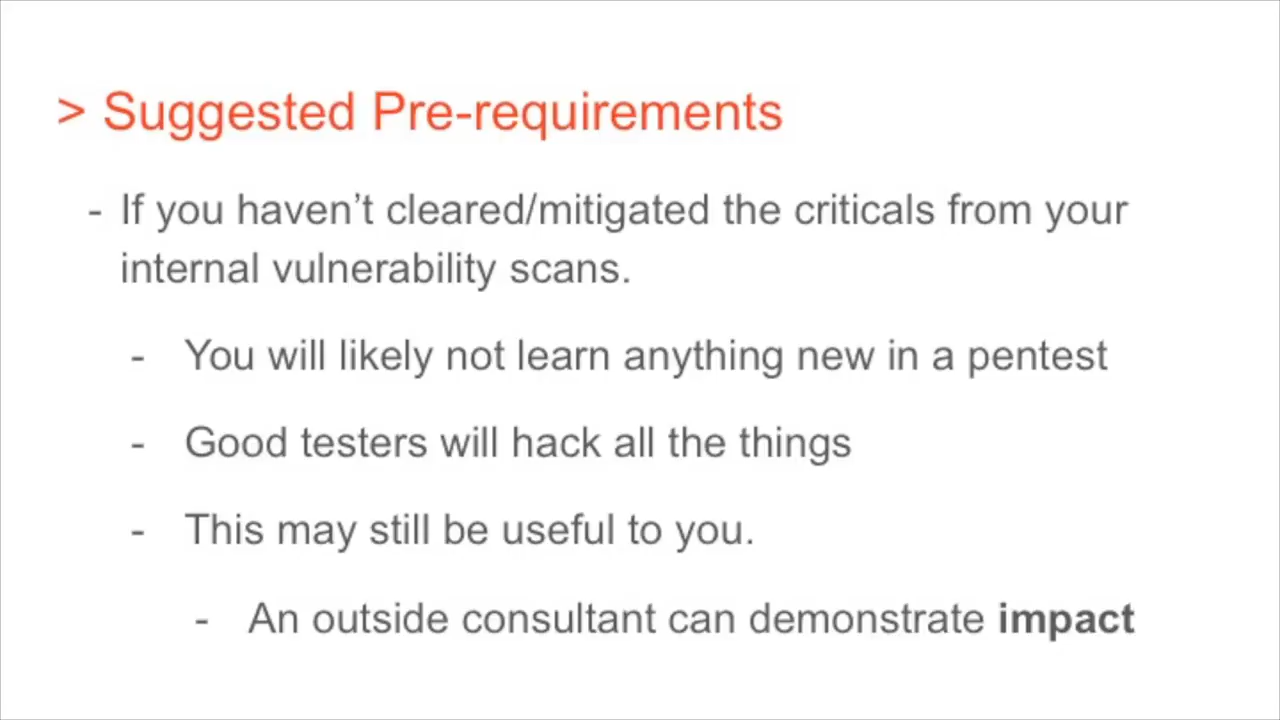 > Suggested Pre-requirements
- If you haven’t cleared/mitigated the criticals from your
internal vulnerability scans.
- You will likely not learn anything new in a pentest
- Good testers will hack all the things
- This may still be useful to you.
- An outside consultant can demonstrate impact